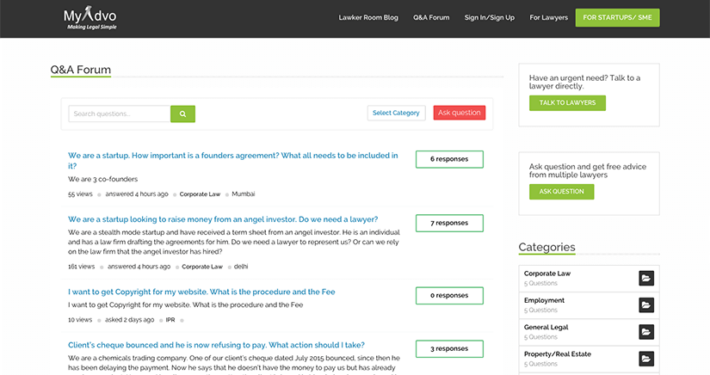 MyAdvo
Making Legal Simple
Lawker Room Blog
Q&A Forum
Sign In/Sign Up
For Lawyers
FOR STARTUPS/ SME
Q&A Forum
Search questions...
Select Category
Ask question
We are a startup. How important is a founders agreement? What all needs to be included in
it?
6 responses
We are 3 co-founders
55 views answered 4 hours ago Corporate Law Mumbai
We are a startup looking to raise money from an angel investor. Do we need a lawyer?
7 responses
We are a stealth mode startup and have received a term sheet from an angel investor. He is an individual
and has a law firm drafting the agreements for him. Do we need a lawyer to represent us? Or can we rely
on the law firm that the angel investor has hired?
161 views answered 4 hours ago Corporate Law delhi
I want to get Copyright for my website. What is the procedure and the Fee
0 responses
I want to get Copyright for my website. What is the procedure and the Fee
10 views asked 2 days ago IPR
Client's cheque bounced and he is now refusing to pay. What action should I take?
3 responses
We are a chemicals trading company. One of our client's cheque dated July 2015 bounced, since then he
has been delaying the payment. Now he says that he doesn't have the money to pay us but has already
Have an urgent need? Talk to a
lawyer directly.
TALK TO LAWYERS
Ask question and get free advice
from multiple lawyers
ASK QUESTION
Categories
Corporate Law
5 Questions
Employment
5 Questions
General Legal
5 Questions
Property/Real Estate
5 Questions